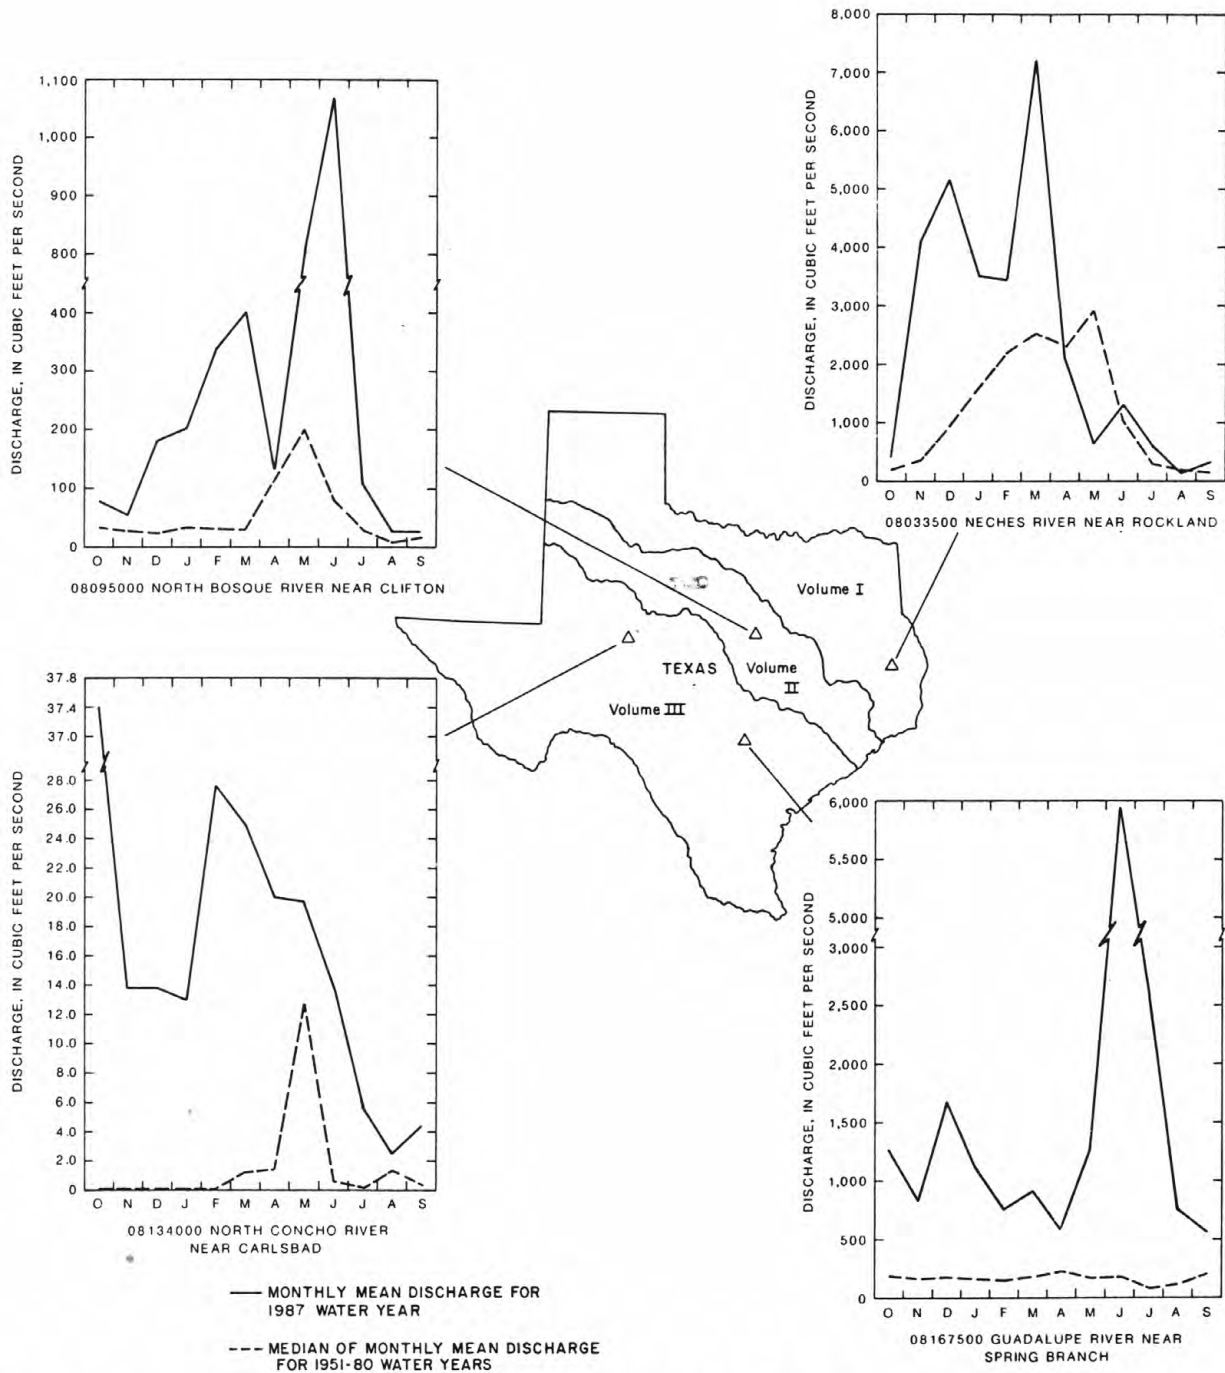 DISCHARGE, IN CUBIC FEET PER SECOND
1,100
1,000
900
800
400
300
200
100
0
O N D J F M A M J J A S
08095000 NORTH BOSQUE RIVER NEAR CLIFTON
DISCHARGE, IN CUBIC FEET PER SECOND
8,000
7,000
6,000
5,000
4,000
3,000
2,000
1,000
0
O N D J F M A M J J A S
08033500 NECHES RIVER NEAR ROCKLAND
Volume I
TEXAS
Volume
II
Volume III
DISCHARGE, IN CUBIC FEET PER SECOND
37.8
37.4
37.0
28.0
26.0
24.0
22.0
20.0
18.0
16.0
14.0
12.0
10.0
8.0
6.0
4.0
2.0
0
O N D J F M A M J J A S
08134000 NORTH CONCHO RIVER
NEAR CARLSBAD
DISCHARGE, IN CUBIC FEET PER SECOND
6,000
5,500
5,000
3,000
2,500
2,000
1,500
1,000
500
0
O N D J F M A M J J A S
08167500 GUADALUPE RIVER NEAR
SPRING BRANCH
MONTHLY MEAN DISCHARGE FOR
1987 WATER YEAR
MEDIAN OF MONTHLY MEAN DISCHARGE
FOR 1951-80 WATER YEARS